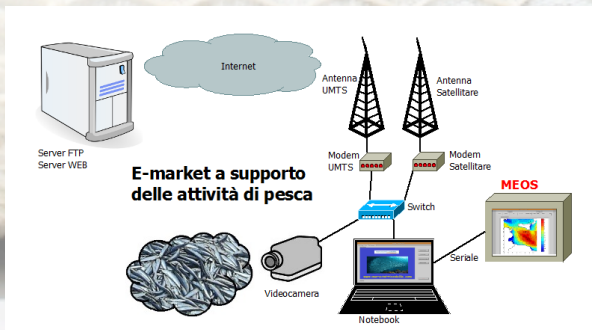 Internet
Antenna
UMTS
Antenna
Satellitare
Server FTP
Server WEB
Modem
UMTS
Modem
Satellitare
E-market a supporto
delle attività di pesca
MEOS
Switch
Seriale
Videocamera
Notebook